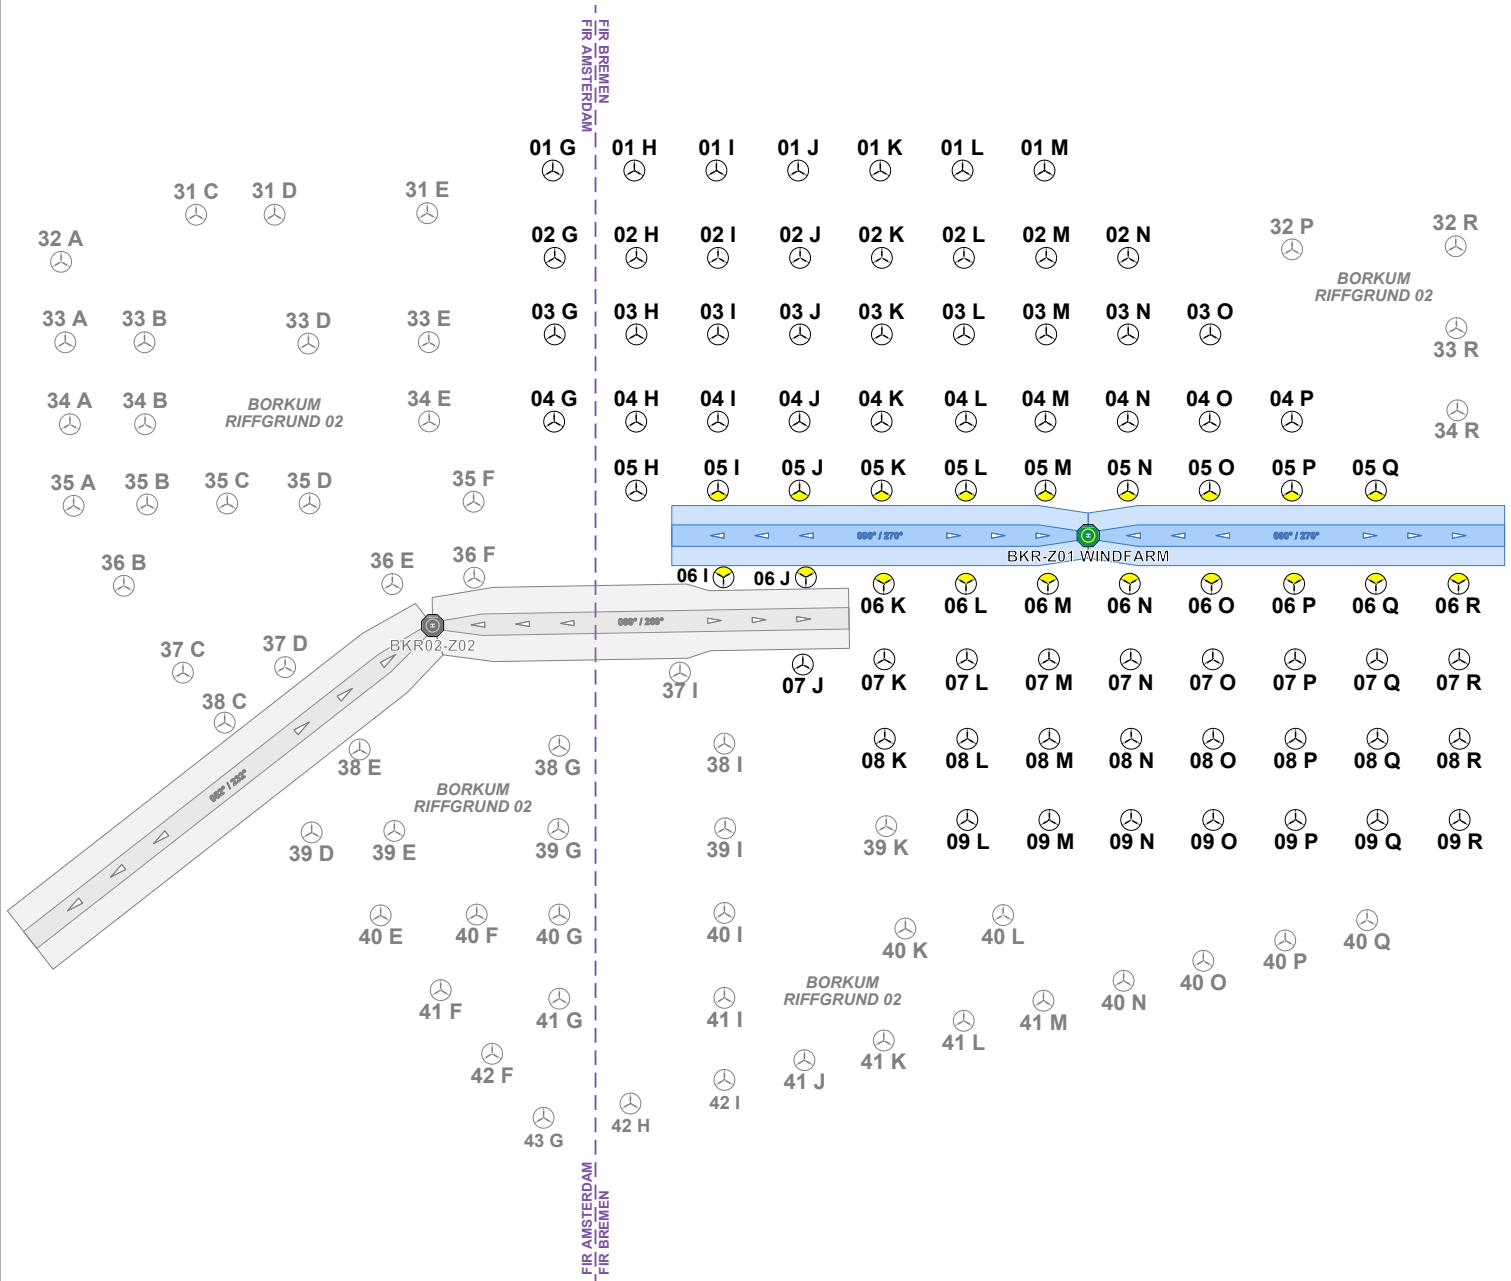 FIR BREMEN
FIR AMSTERDAM
01 G 01 H 01 I 01 J 01 K 01 L 01 M
31 C 31 D 31 E
32 A 02 G 02 H 02 I 02 J 02 K 02 L 02 M 02 N 32 P 32 R
BORKUM
RIFFGRUND 02
33 A 33 B 33 D 33 E 03 G 03 H 03 I 03 J 03 K 03 L 03 M 03 N 03 O
33 R
34 A 34 B
BORKUM
RIFFGRUND 02
34 E 04 G 04 H 04 I 04 J 04 K 04 L 04 M 04 N 04 O 04 P
34 R
35 A 35 B 35 C 35 D 35 F 05 H 05 I 05 J 05 K 05 L 05 M 05 N 05 O 05 P 05 Q
090° / 270° 090° / 270°
BKR-Z01 WINDFARM
36 B 36 E 36 F 06 I 06 J
06 K 06 L 06 M 06 N 06 O 06 P 06 Q 06 R
089° / 269°
BKR02-Z02
37 C 37 D
37 I 07 J 07 K 07 L 07 M 07 N 07 O 07 P 07 Q 07 R
38 C
052° / 232°
38 E 38 G 38 I 08 K 08 L 08 M 08 N 08 O 08 P 08 Q 08 R
BORKUM
RIFFGRUND 02
39 D 39 E 39 G 39 I 39 K 09 L 09 M 09 N 09 O 09 P 09 Q 09 R
40 E 40 F 40 G 40 I 40 K 40 L 40 N 40 O 40 P 40 Q
BORKUM
RIFFGRUND 02
41 F 41 G 41 I 41 J 41 K 41 L 41 M
42 F 42 H 42 I
43 G
FIR AMSTERDAM
FIR BREMEN